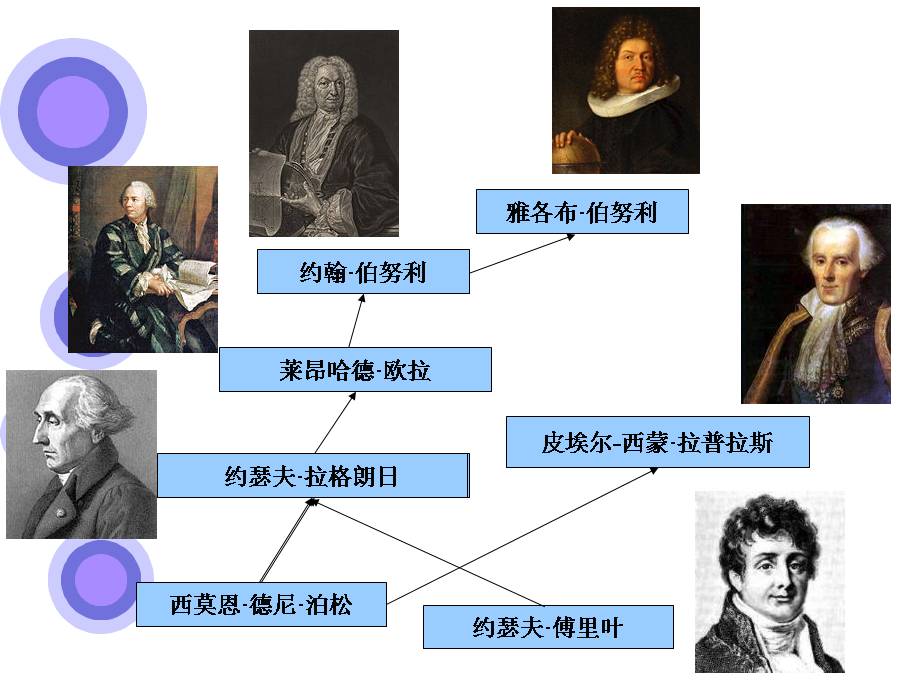 雅各布-伯努利
约翰-伯努利
莱昂哈德·欧拉
皮埃尔-西蒙·拉普拉斯
约瑟夫·拉格朗日
西莫恩·德尼·泊松
约瑟夫·傅里叶